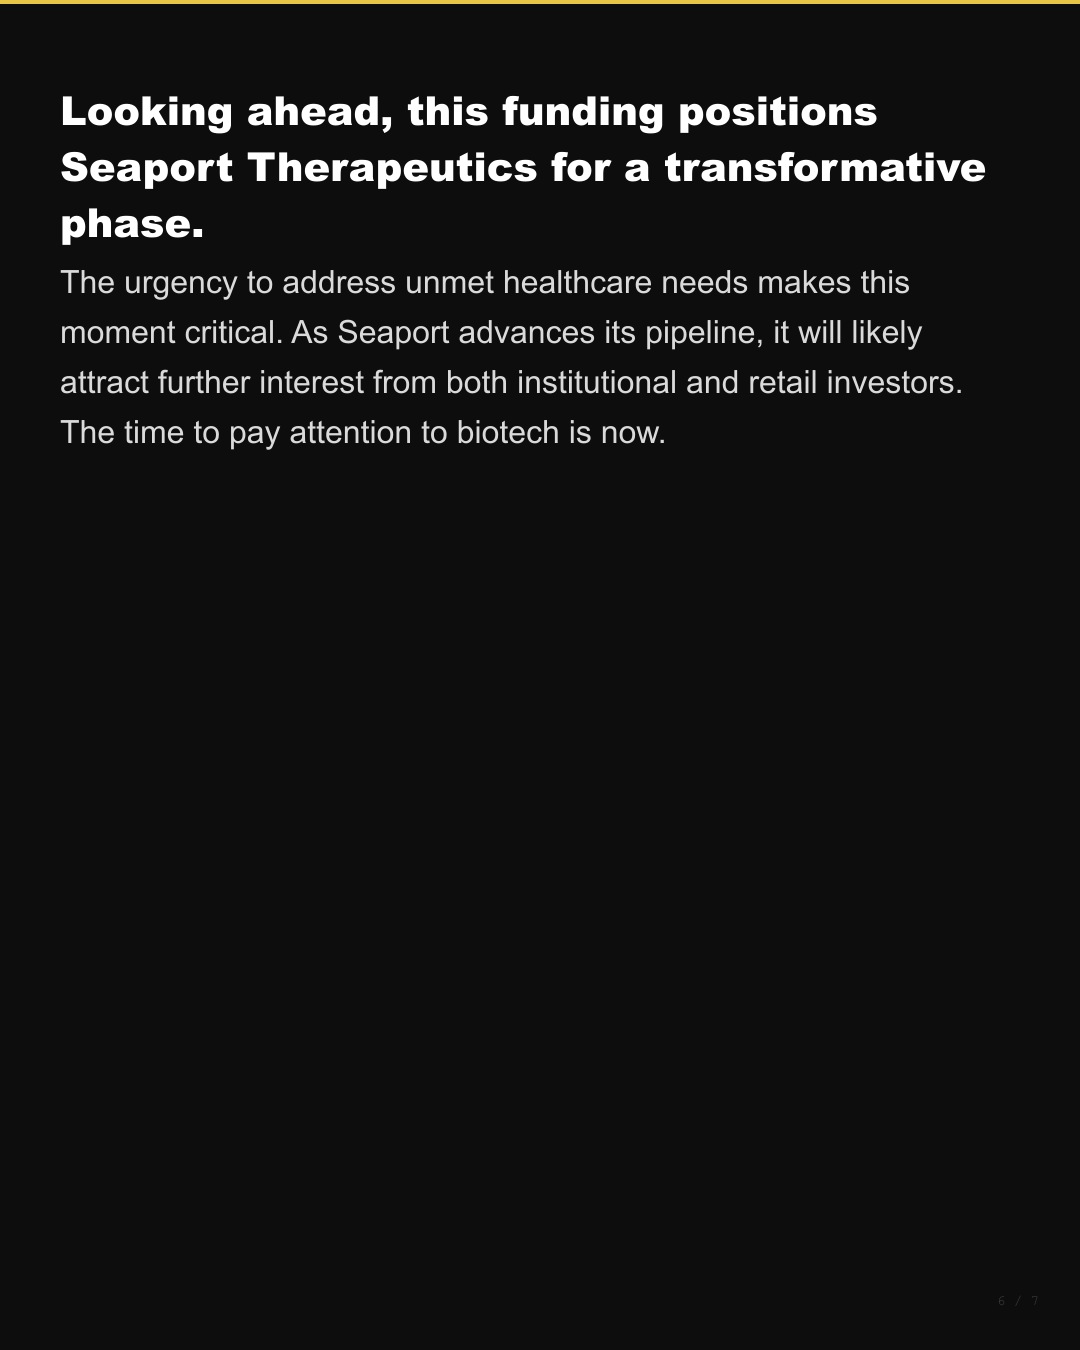 Looking ahead, this funding positions
Seaport Therapeutics for a transformative
phase.
The urgency to address unmet healthcare needs makes this
moment critical. As Seaport advances its pipeline, it will likely
attract further interest from both institutional and retail investors.
The time to pay attention to biotech is now.
6 / 7